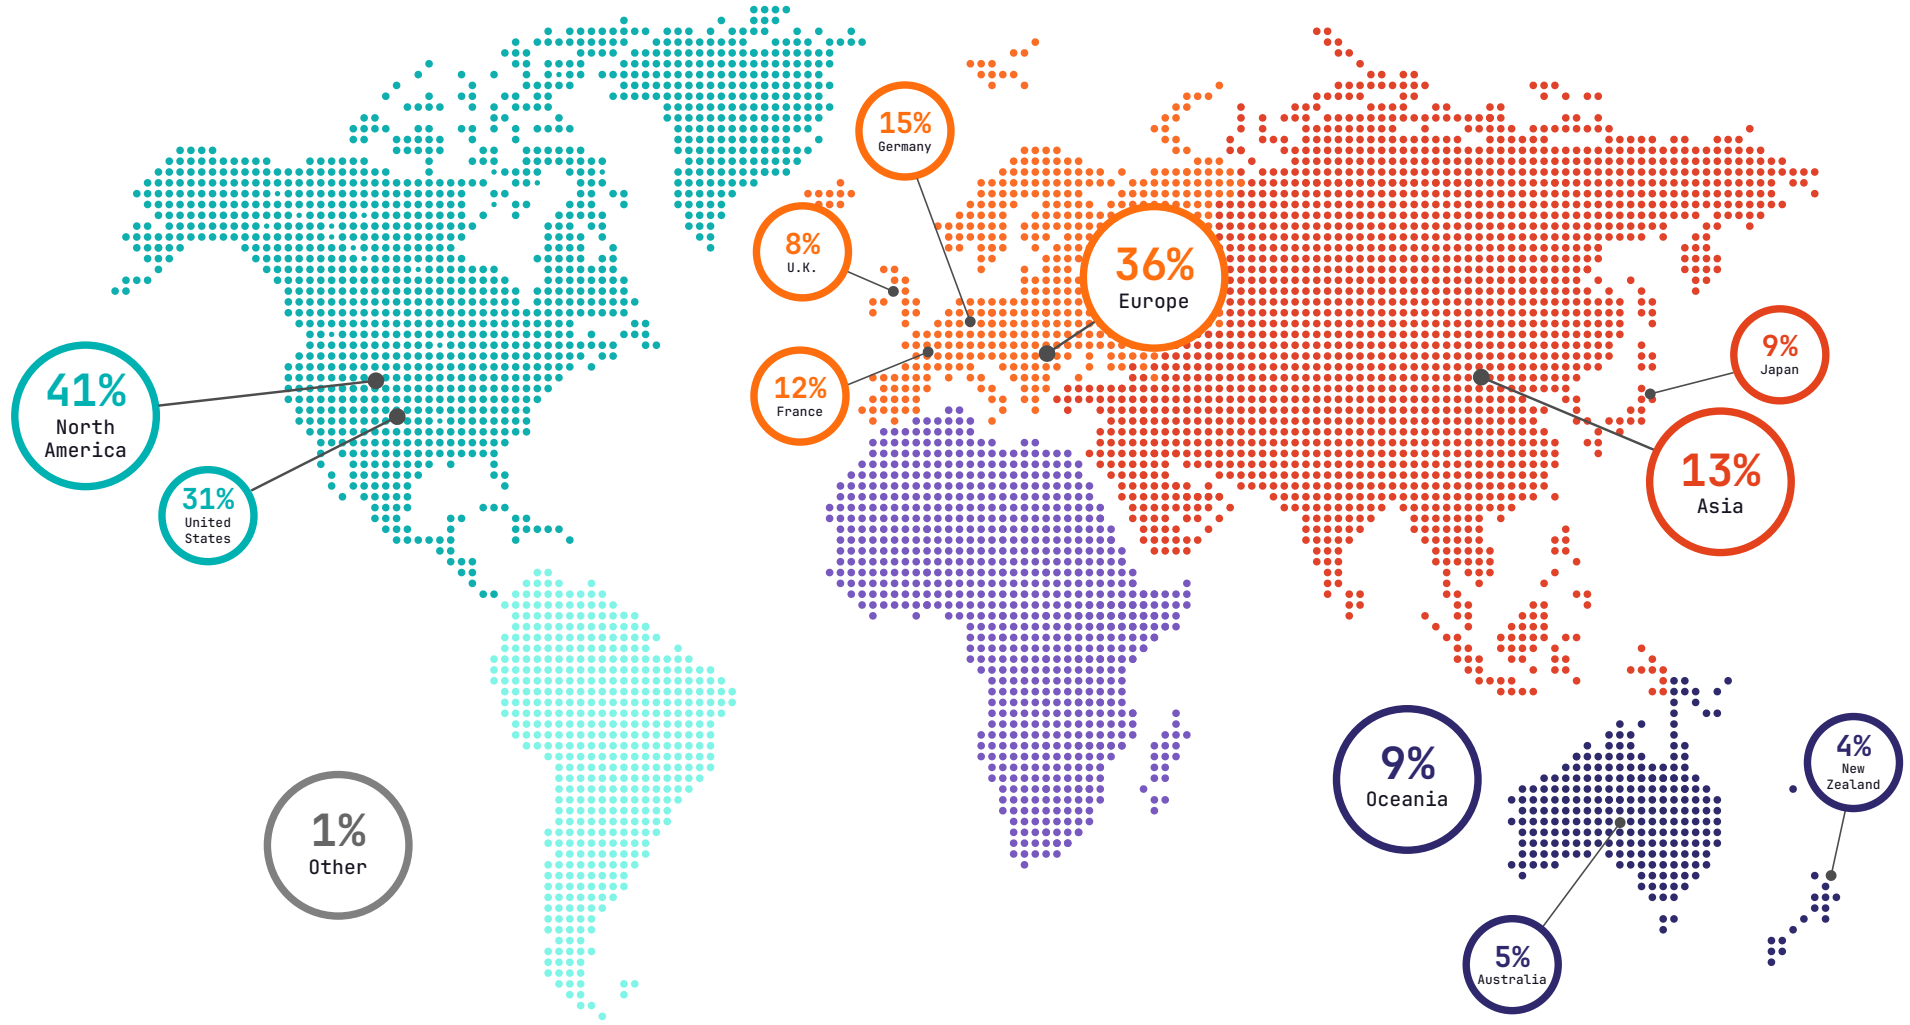 15%
Germany
8%
U.K.
36%
Europe
12%
France
9%
Japan
41%
North
America
31%
United
States
13%
Asia
9%
Oceania
4%
New
Zealand
1%
Other
5%
Australia